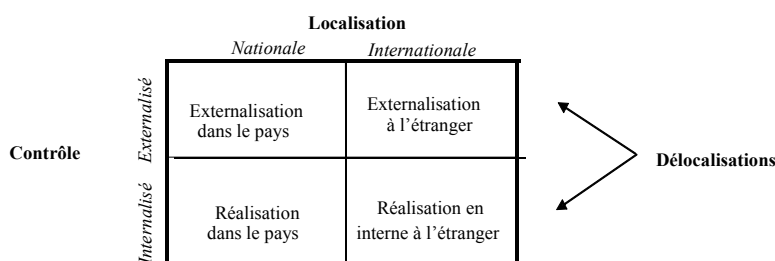 Localisation
Nationale Internationale
Externalisé
Externalisation
dans le pays
Externalisation
à l'étranger
Contrôle
Délocalisations
Internalisé
Réalisation
dans le pays
Réalisation en
interne à l'étranger